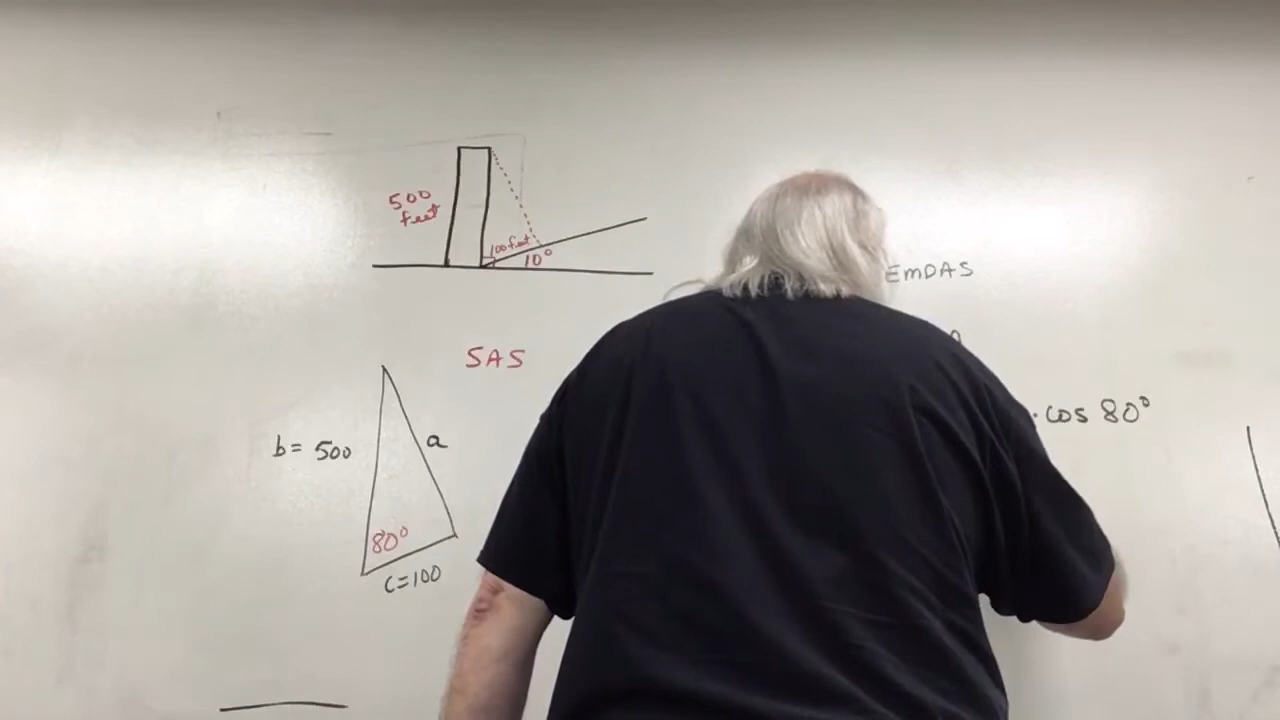 500
feet
100 feet
10°
EMDAS
SAS
b = 500
a
80°
c = 100
. cos 80°